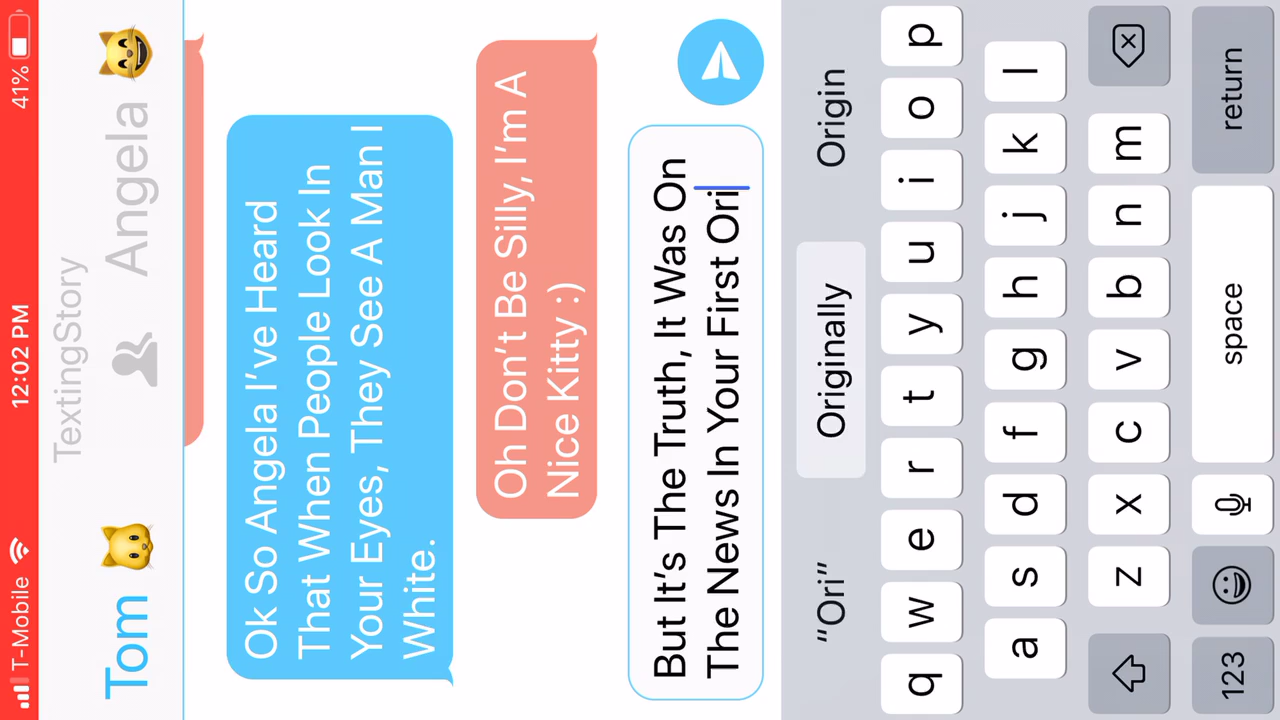 T-Mobile 12:02 PM 41%
TextingStory
Tom Angela
Ok So Angela I've Heard
That When People Look In
Your Eyes, They See A Man I
White.
Oh Don't Be Silly, I'm A
Nice Kitty :)
But It's The Truth, It Was On
The News In Your First Ori
"Ori" Originally Origin
q w e r t y u i o p
a s d f g h j k l
z x c v b n m
123 space return